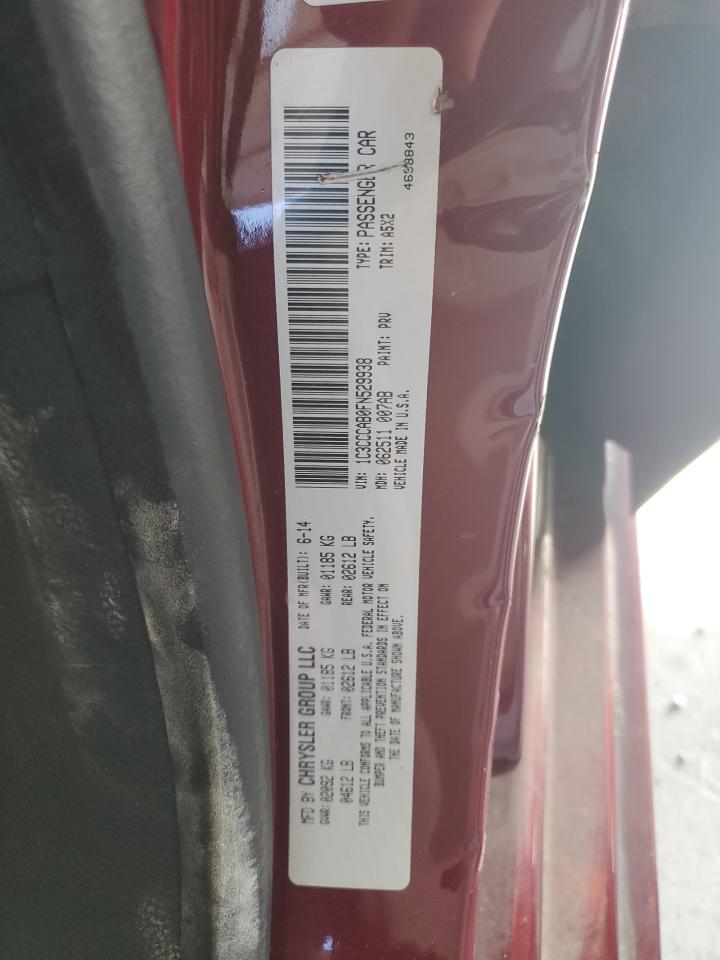 MFD BY CHRYSLER GROUP LLC DATE OF MFR(BUILT): 6-14
GVWR: 02092 KG GAWR: 01185 KG GAWR: 01185 KG
04612 LB FRONT: 02612 LB REAR: 02612 LB
THIS VEHICLE CONFORMS TO ALL APPLICABLE U.S.A. FEDERAL MOTOR VEHICLE SAFETY,
BUMPER AND THEFT PREVENTION STANDARDS IN EFFECT ON
THE DATE OF MANUFACTURE SHOWN ABOVE.
VIN: 1C3CCCAB0FN529938 TYPE: PASSENGER CAR
MDH: 062511 007AB PAINT: PRV TRIM: A5X2
VEHICLE MADE IN U.S.A. 4698843